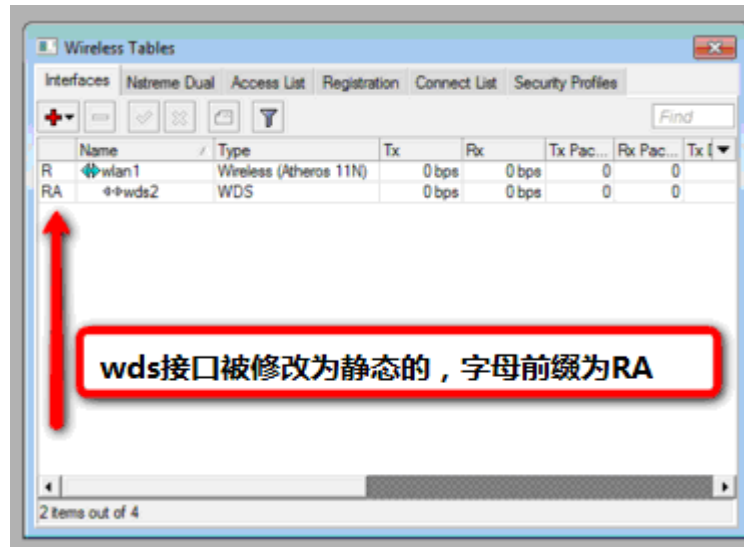 Wireless Tables
Interfaces Nstreme Dual Access List Registration Connect List Security Profiles
Find
Name / Type Tx Rx Tx Pac... Rx Pac...
R wlan1 Wireless (Atheros 11N) 0 bps 0 bps 0 0
RA wds2 WDS 0 bps 0 bps 0 0
wds接口被修改为静态的，字母前缀为RA
2 items out of 4